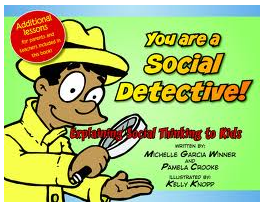 Additional
lessons
for parents and
teachers included in
this book!
You are a
Social
Detective!
Explaining Social Thinking to Kids
WRITTEN BY:
MICHELLE GARCIA WINNER
AND
PAMELA CROOKE
ILLUSTRATED BY:
KELLY KNOPP